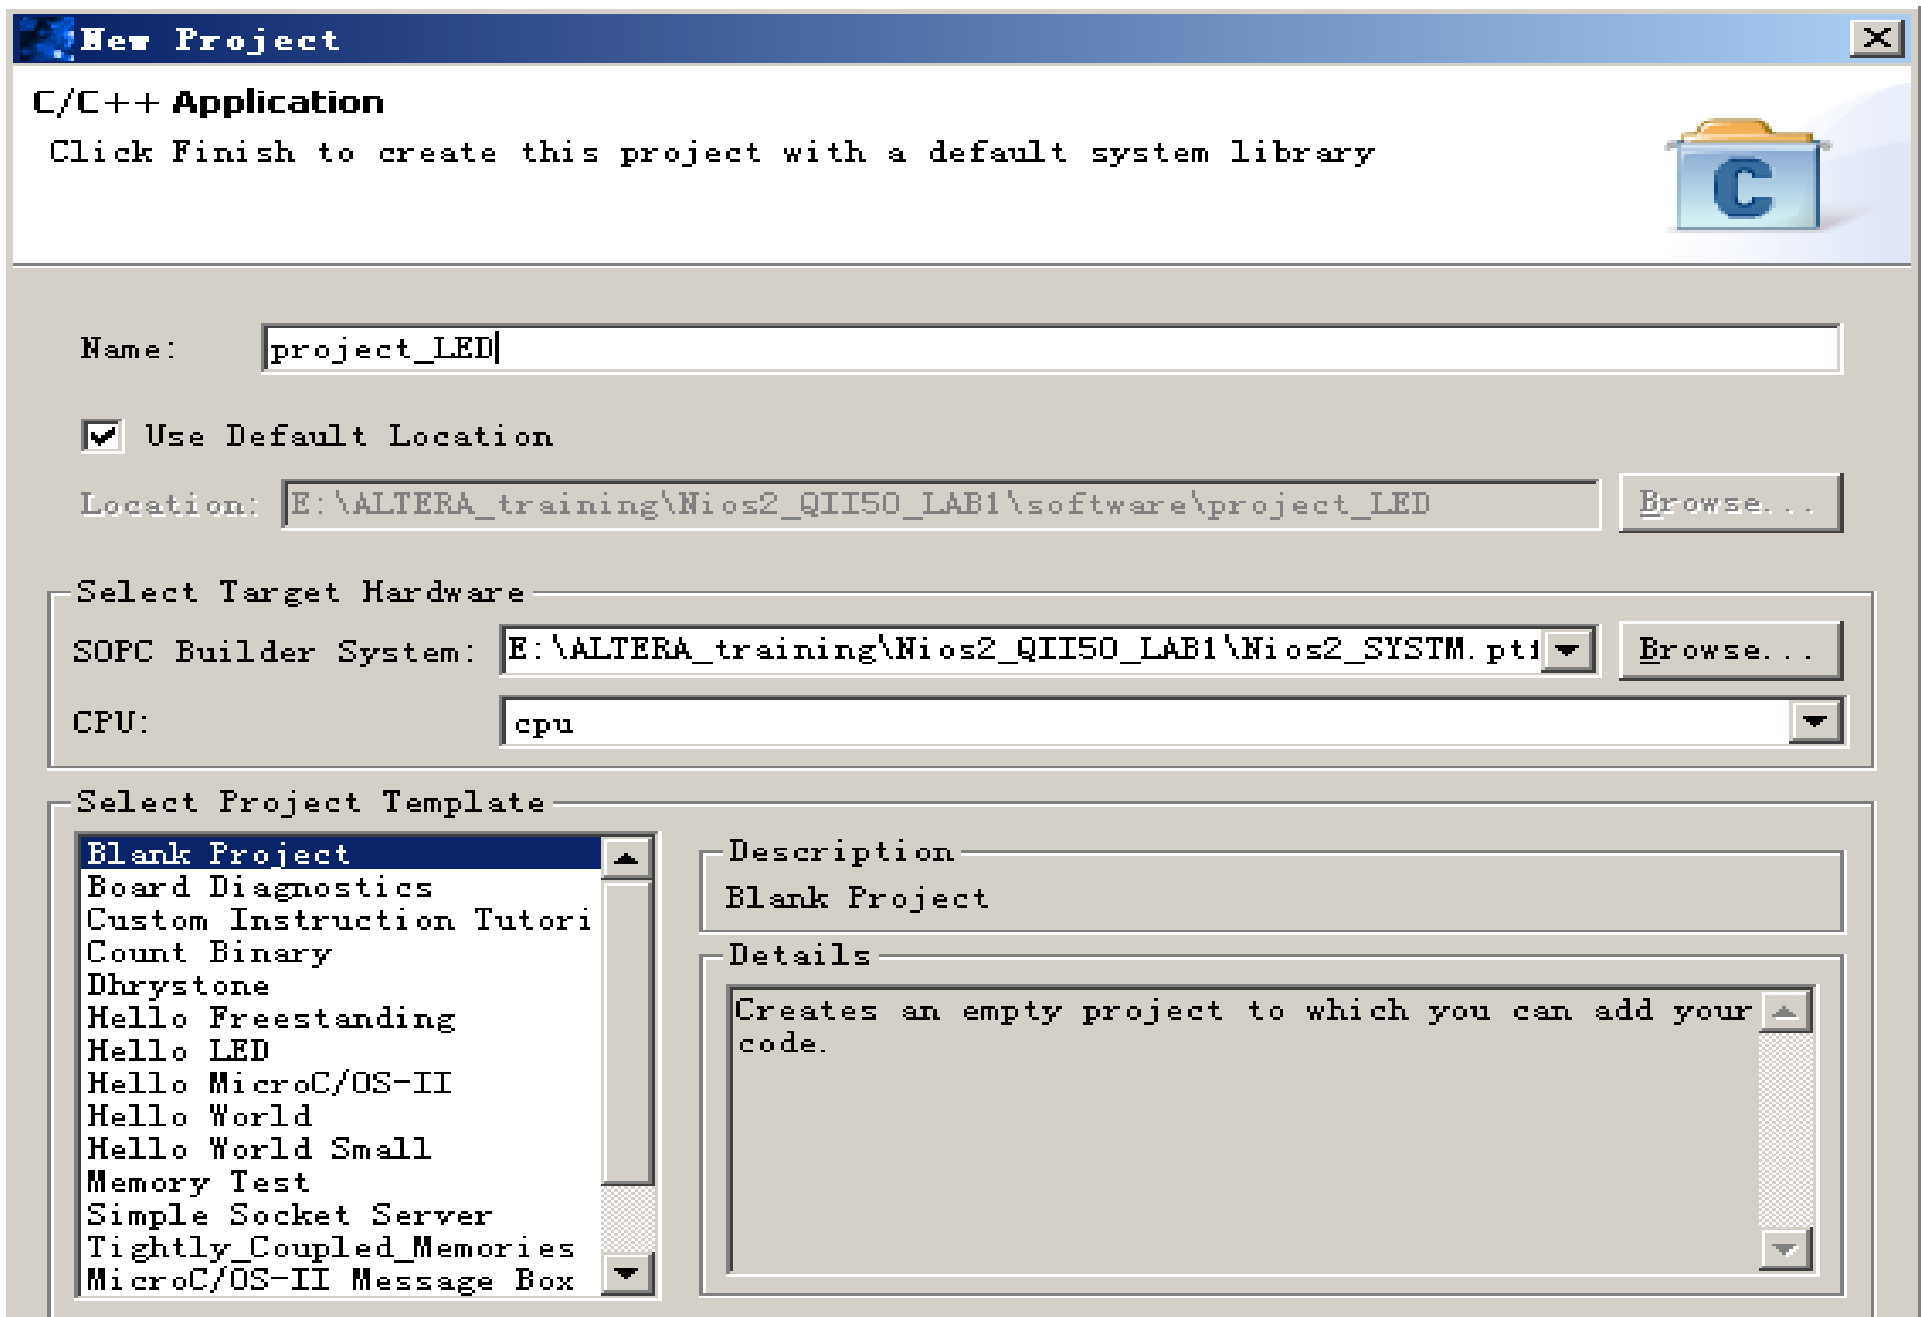 New Project
C/C++ Application
Click Finish to create this project with a default system library
C
Name: project_LED
Use Default Location
Location: E:\ALTERA_training\Nios2_QII50_LAB1\software\project_LED Browse...
Select Target Hardware
SOPC Builder System: E:\ALTERA_training\Nios2_QII50_LAB1\Nios2_SYSTM.ptf Browse...
CPU: cpu
Select Project Template
Blank Project
Board Diagnostics
Custom Instruction Tutori
Count Binary
Dhrystone
Hello Freestanding
Hello LED
Hello MicroC/OS-II
Hello World
Hello World Small
Memory Test
Simple Socket Server
Tightly_Coupled_Memories
MicroC/OS-II Message Box
Description
Blank Project
Details
Creates an empty project to which you can add your
code.